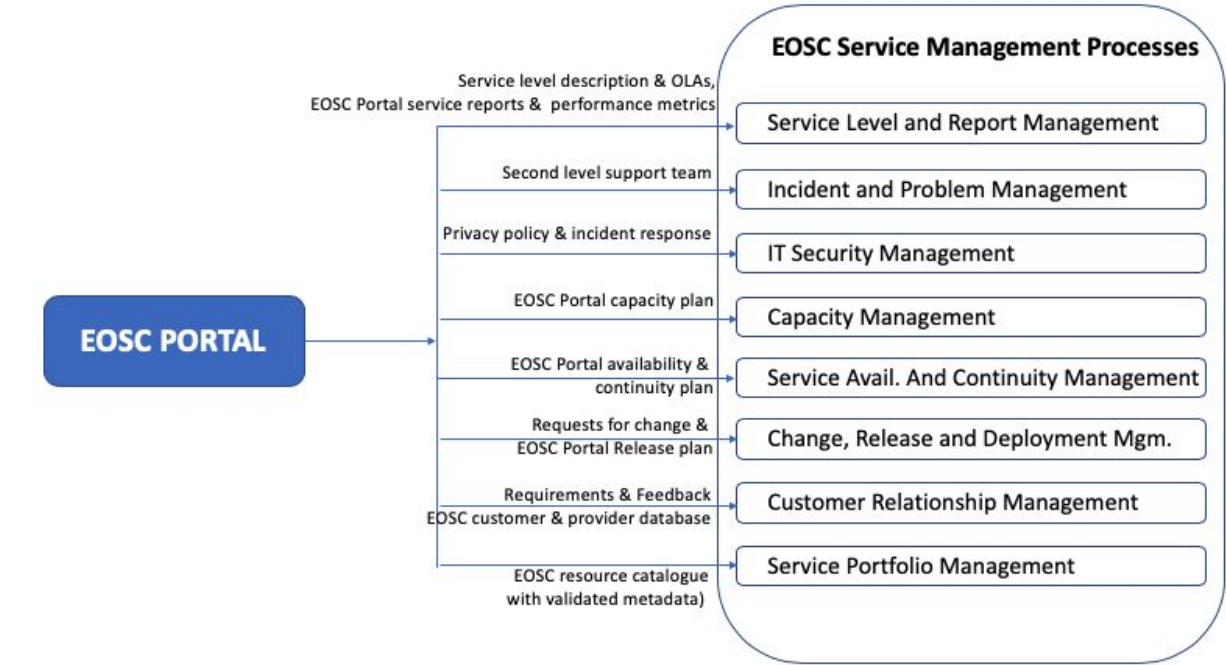 EOSC Service Management Processes
Service level description & OLAs,
EOSC Portal service reports & performance metrics
Service Level and Report Management
Second level support team
Incident and Problem Management
Privacy policy & incident response
IT Security Management
EOSC Portal capacity plan
Capacity Management
EOSC PORTAL
EOSC Portal availability &
continuity plan
Service Avail. And Continuity Management
Requests for change &
EOSC Portal Release plan
Change, Release and Deployment Mgm.
Requirements & Feedback
EOSC customer & provider database
Customer Relationship Management
EOSC resource catalogue
with validated metadata)
Service Portfolio Management